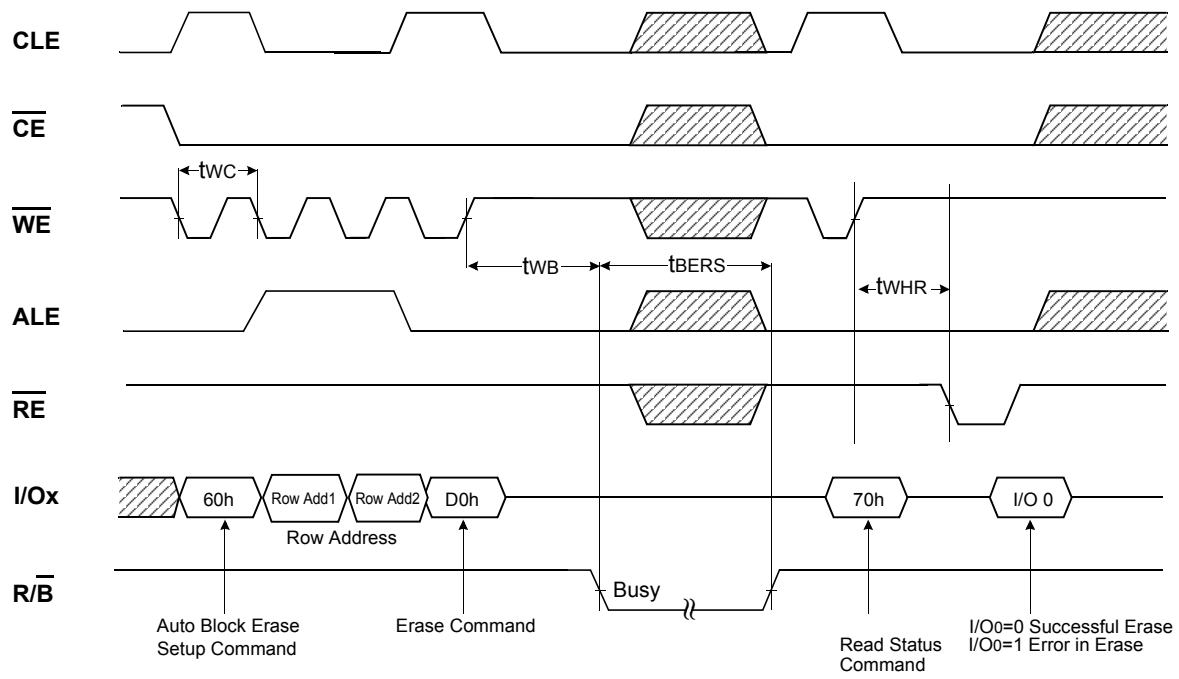 CLE
CE
tWC
WE
tWB
tBERS
tWHR
ALE
RE
I/Ox
60h
Row Add1
Row Add2
D0h
70h
I/O 0
Row Address
R/B
Busy
Auto Block Erase
Setup Command
Erase Command
Read Status
Command
I/O0=0 Successful Erase
I/O0=1 Error in Erase